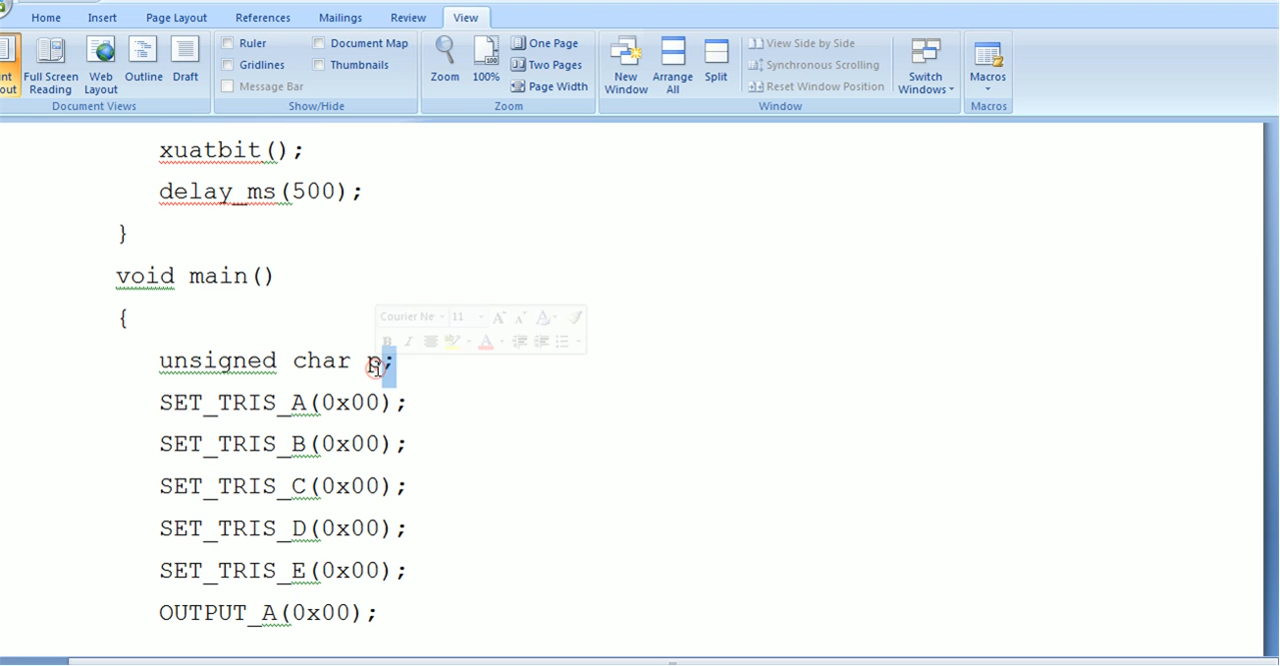 Home Insert Page Layout References Mailings Review View
Ruler Document Map One Page View Side by Side
Gridlines Thumbnails Two Pages Synchronous Scrolling
Full Screen Web Outline Draft Message Bar Zoom 100% Page Width New Arrange Split Reset Window Position Switch Macros
Reading Layout Window All Windows
Document Views Show/Hide Zoom Window Macros
xuatbit();
delay_ms(500);
}
void main()
{
Courier Ne 11
unsigned char p;
SET_TRIS_A(0x00);
SET_TRIS_B(0x00);
SET_TRIS_C(0x00);
SET_TRIS_D(0x00);
SET_TRIS_E(0x00);
OUTPUT_A(0x00);